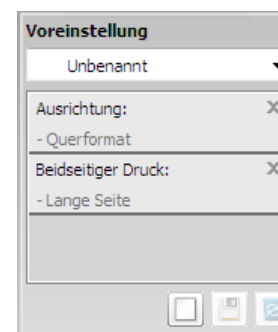 Voreinstellung
Unbenannt
Ausrichtung:
- Querformat
Beidseitiger Druck:
- Lange Seite